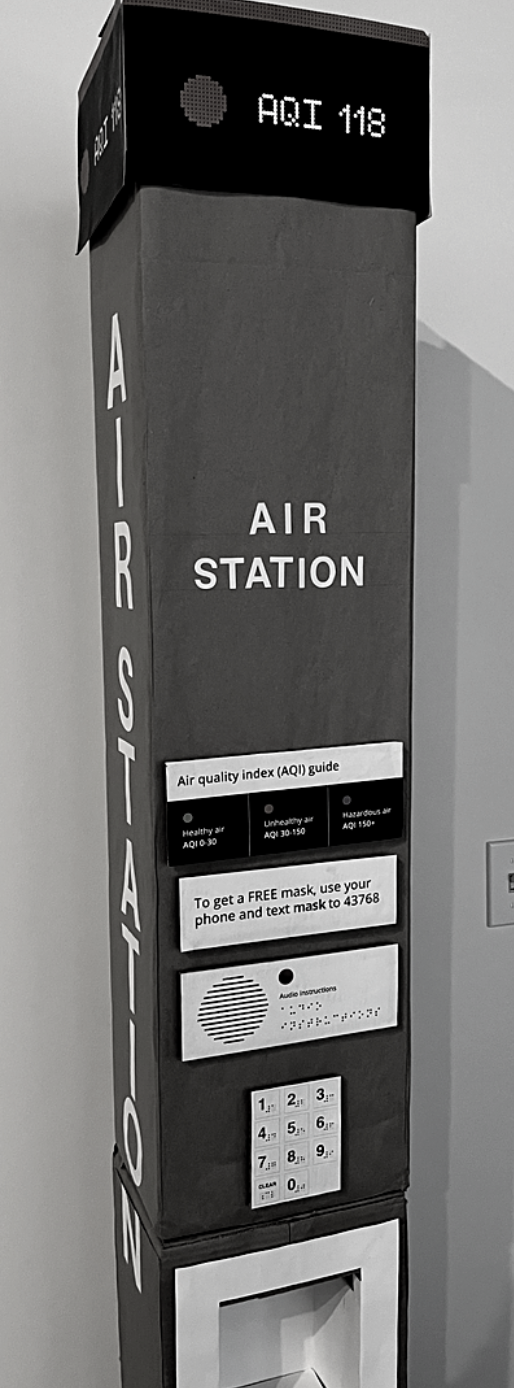 AQI 118
AQI 118
AIR STATION
AIR
STATION
Air quality index (AQI) guide
Healthy air
AQI 0-30
Unhealthy air
AQI 30-150
Hazardous air
AQI 150+
To get a FREE mask, use your
phone and text mask to 43768
Audio instructions
1 2 3
4 5 6
7 8 9
CLEAR 0